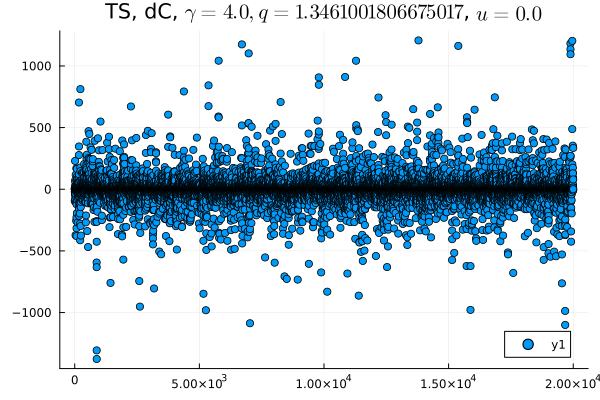 TS, dC, γ = 4.0, q = 1.3461001806675017, u = 0.0
1000
500
0
−500
−1000
y1
0 5.00×10³ 1.00×10⁴ 1.50×10⁴ 2.00×10⁴